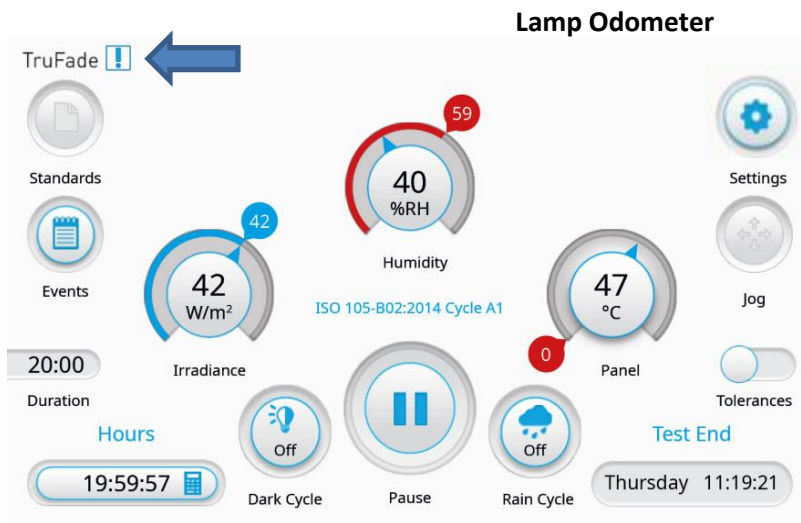 Lamp Odometer
TruFade !
Standards
Events
20:00
Duration
Hours
19:59:57
42
42
W/m²
Irradiance
59
40
%RH
Humidity
ISO 105-B02:2014 Cycle A1
47
°C
0
Panel
Off
Dark Cycle
Pause
Off
Rain Cycle
Settings
Jog
Tolerances
Test End
Thursday 11:19:21